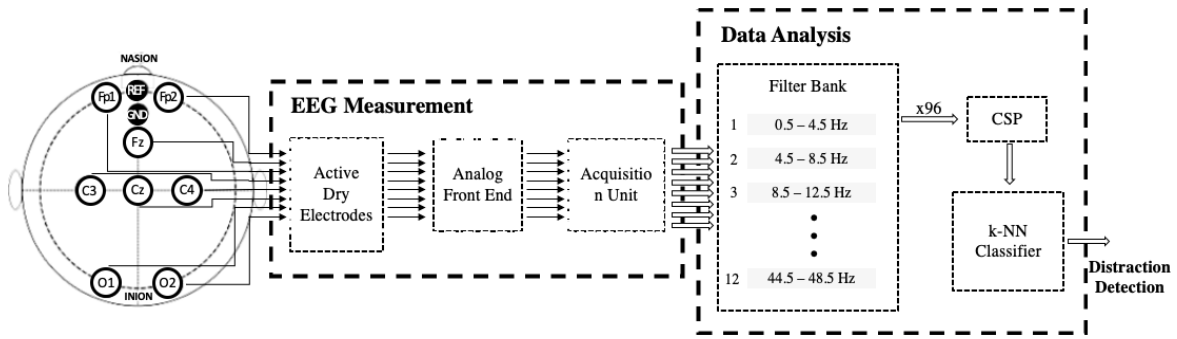 NASION
Fp1 REF Fp2
GND
Fz
C3 Cz C4
O1 O2
INION
EEG Measurement
Active
Dry
Electrodes
Analog
Front End
Acquisitio
n Unit
Data Analysis
Filter Bank
1 0.5 – 4.5 Hz
2 4.5 – 8.5 Hz
3 8.5 – 12.5 Hz
12 44.5 – 48.5 Hz
x96
CSP
k-NN
Classifier
Distraction
Detection